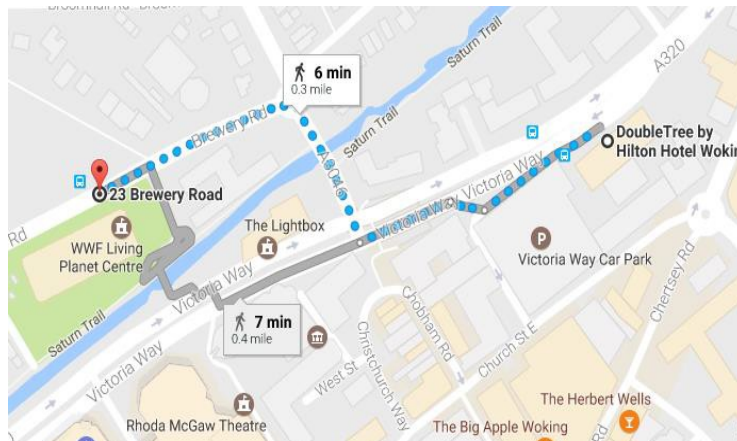 Saturn Trail
A320
6 min
0.3 mile
Brewery Rd
Saturn Trail
A3046
DoubleTree by
Hilton Hotel Wokin
23 Brewery Road
Victoria Way
Victoria Way
The Lightbox
Rd
WWF Living
Planet Centre
Victoria Way
P
Victoria Way Car Park
Chertsey Rd
7 min
0.4 mile
Saturn Trail
Victoria Way
Chobham Rd
Church St E
Christchurch Way
West St
The Herbert Wells
Rhoda McGaw Theatre
The Big Apple Woking
Rd